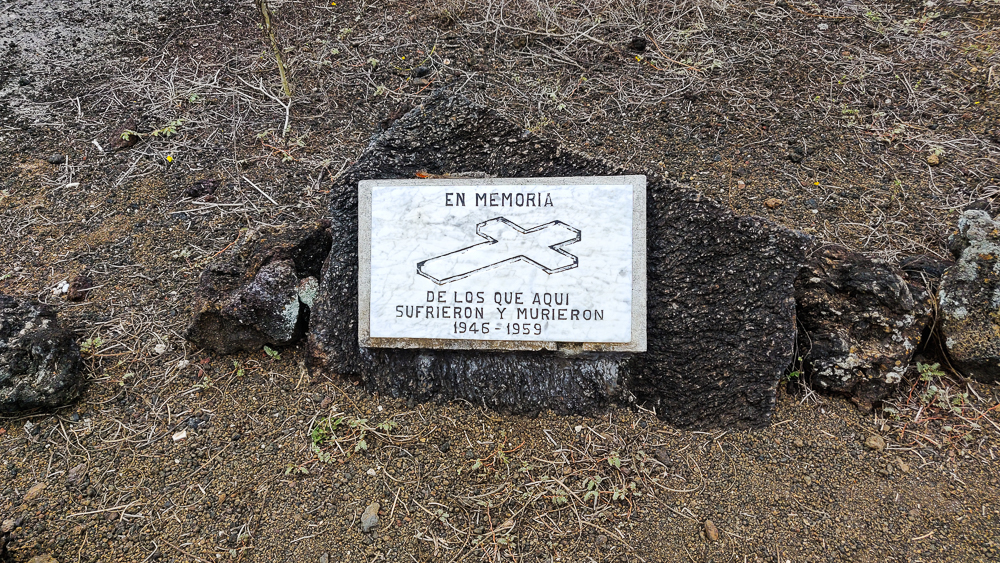 EN MEMORIA
DE LOS QUE AQUI
SUFRIERON Y MURIERON
1946-1959